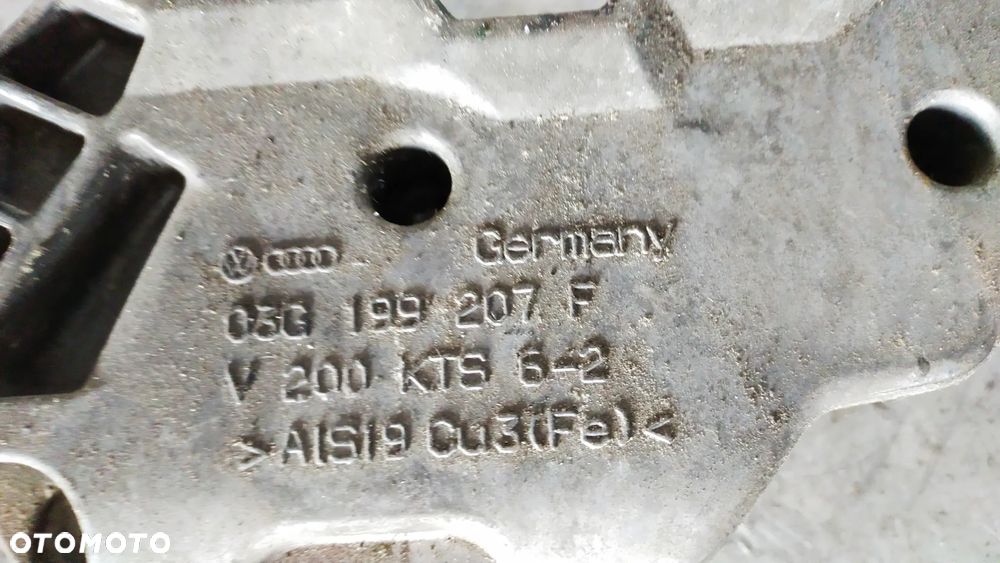 Germany
03G 199 207 F
V 200 KTS 6-2
>AlSi9 Cu3(Fe)<
OTOMOTO